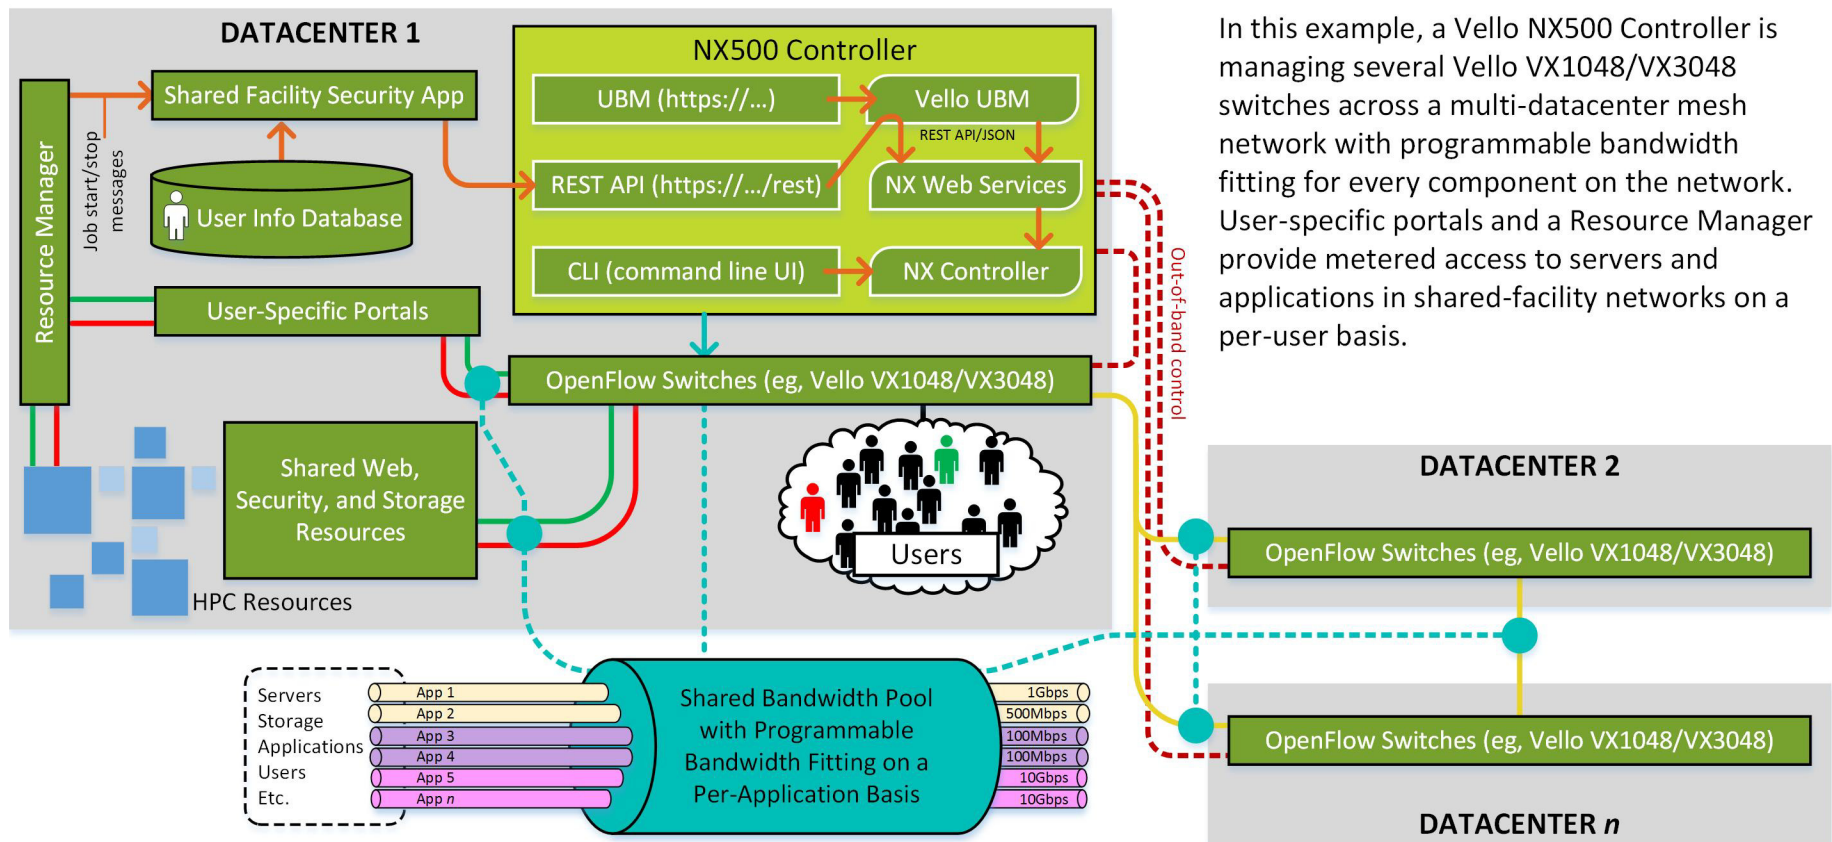 DATACENTER 1
Resource Manager
Job start/stop
messages
Shared Facility Security App
User Info Database
User-Specific Portals
NX500 Controller
UBM (https://...)
Vello UBM
REST API/JSON
REST API (https://.../rest)
NX Web Services
CLI (command line UI)
NX Controller
OpenFlow Switches (eg, Vello VX1048/VX3048)
Out-of-band control
Shared Web,
Security, and Storage
Resources
HPC Resources
Users
In this example, a Vello NX500 Controller is
managing several Vello VX1048/VX3048
switches across a multi-datacenter mesh
network with programmable bandwidth
fitting for every component on the network.
User-specific portals and a Resource Manager
provide metered access to servers and
applications in shared-facility networks on a
per-user basis.
DATACENTER 2
OpenFlow Switches (eg, Vello VX1048/VX3048)
OpenFlow Switches (eg, Vello VX1048/VX3048)
DATACENTER n
Servers
Storage
Applications
Users
Etc.
App 1
App 2
App 3
App 4
App 5
App n
Shared Bandwidth Pool
with Programmable
Bandwidth Fitting on a
Per-Application Basis
1Gbps
500Mbps
100Mbps
100Mbps
10Gbps
10Gbps